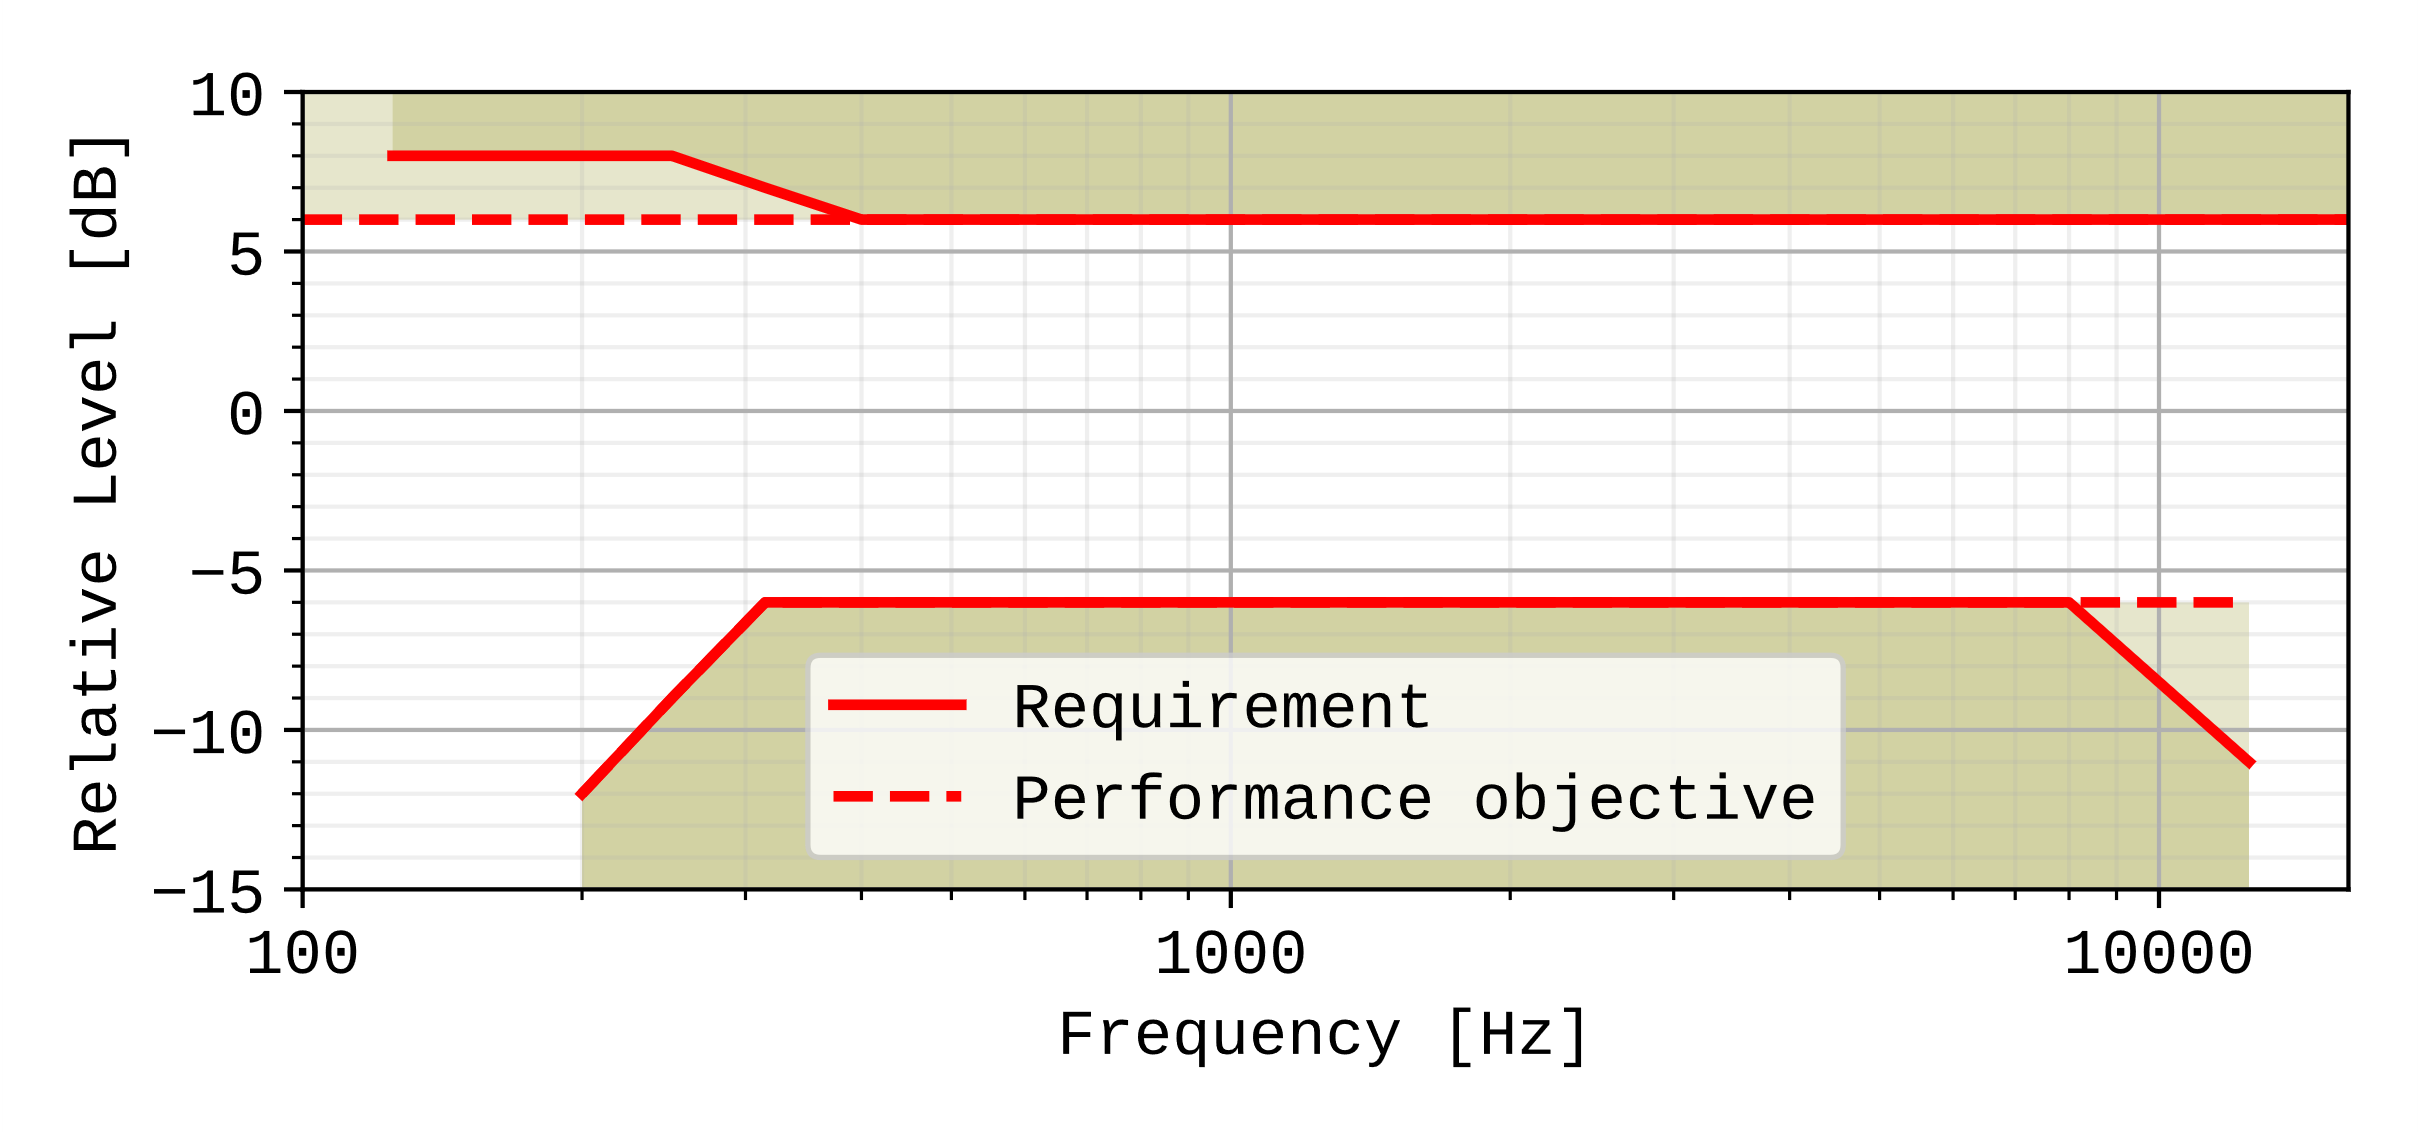 Relative Level [dB]
10
5
0
−5
−10
−15
Requirement
Performance objective
100 1000 10000
Frequency [Hz]